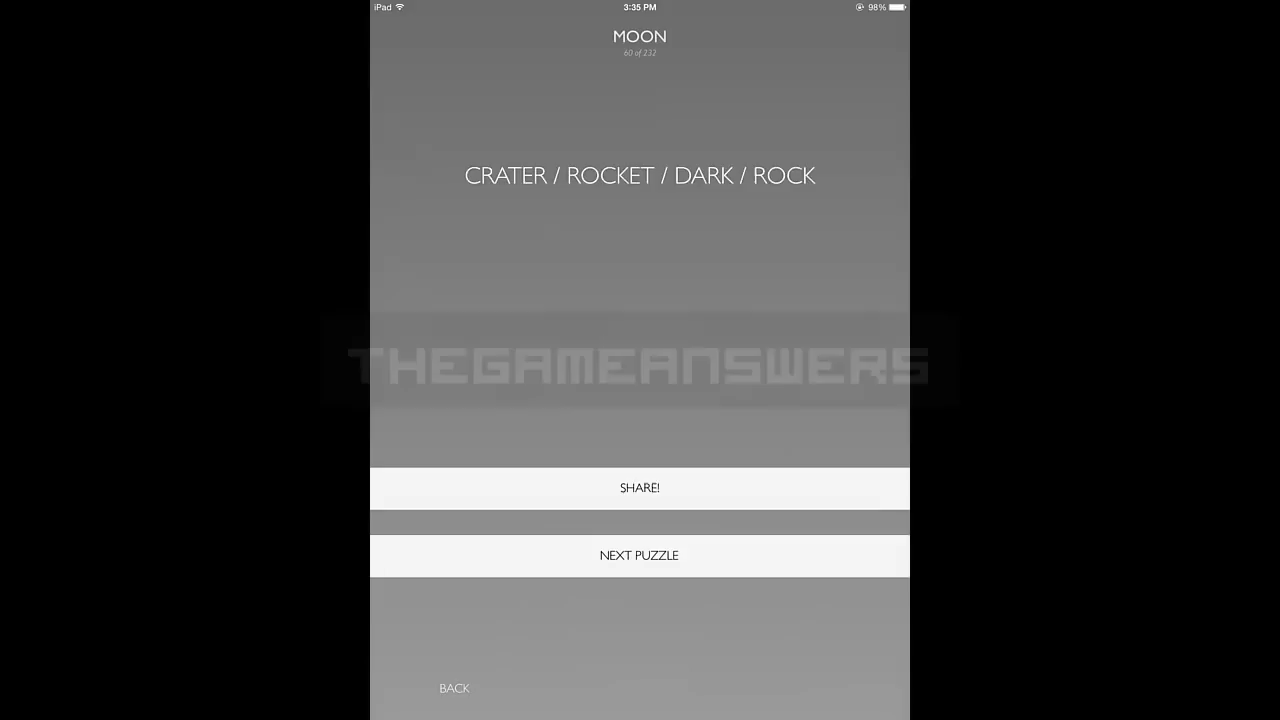 iPad 3:35 PM 98%
MOON
60 of 232
CRATER / ROCKET / DARK / ROCK
THEGAMEANSWERS
SHARE!
NEXT PUZZLE
BACK